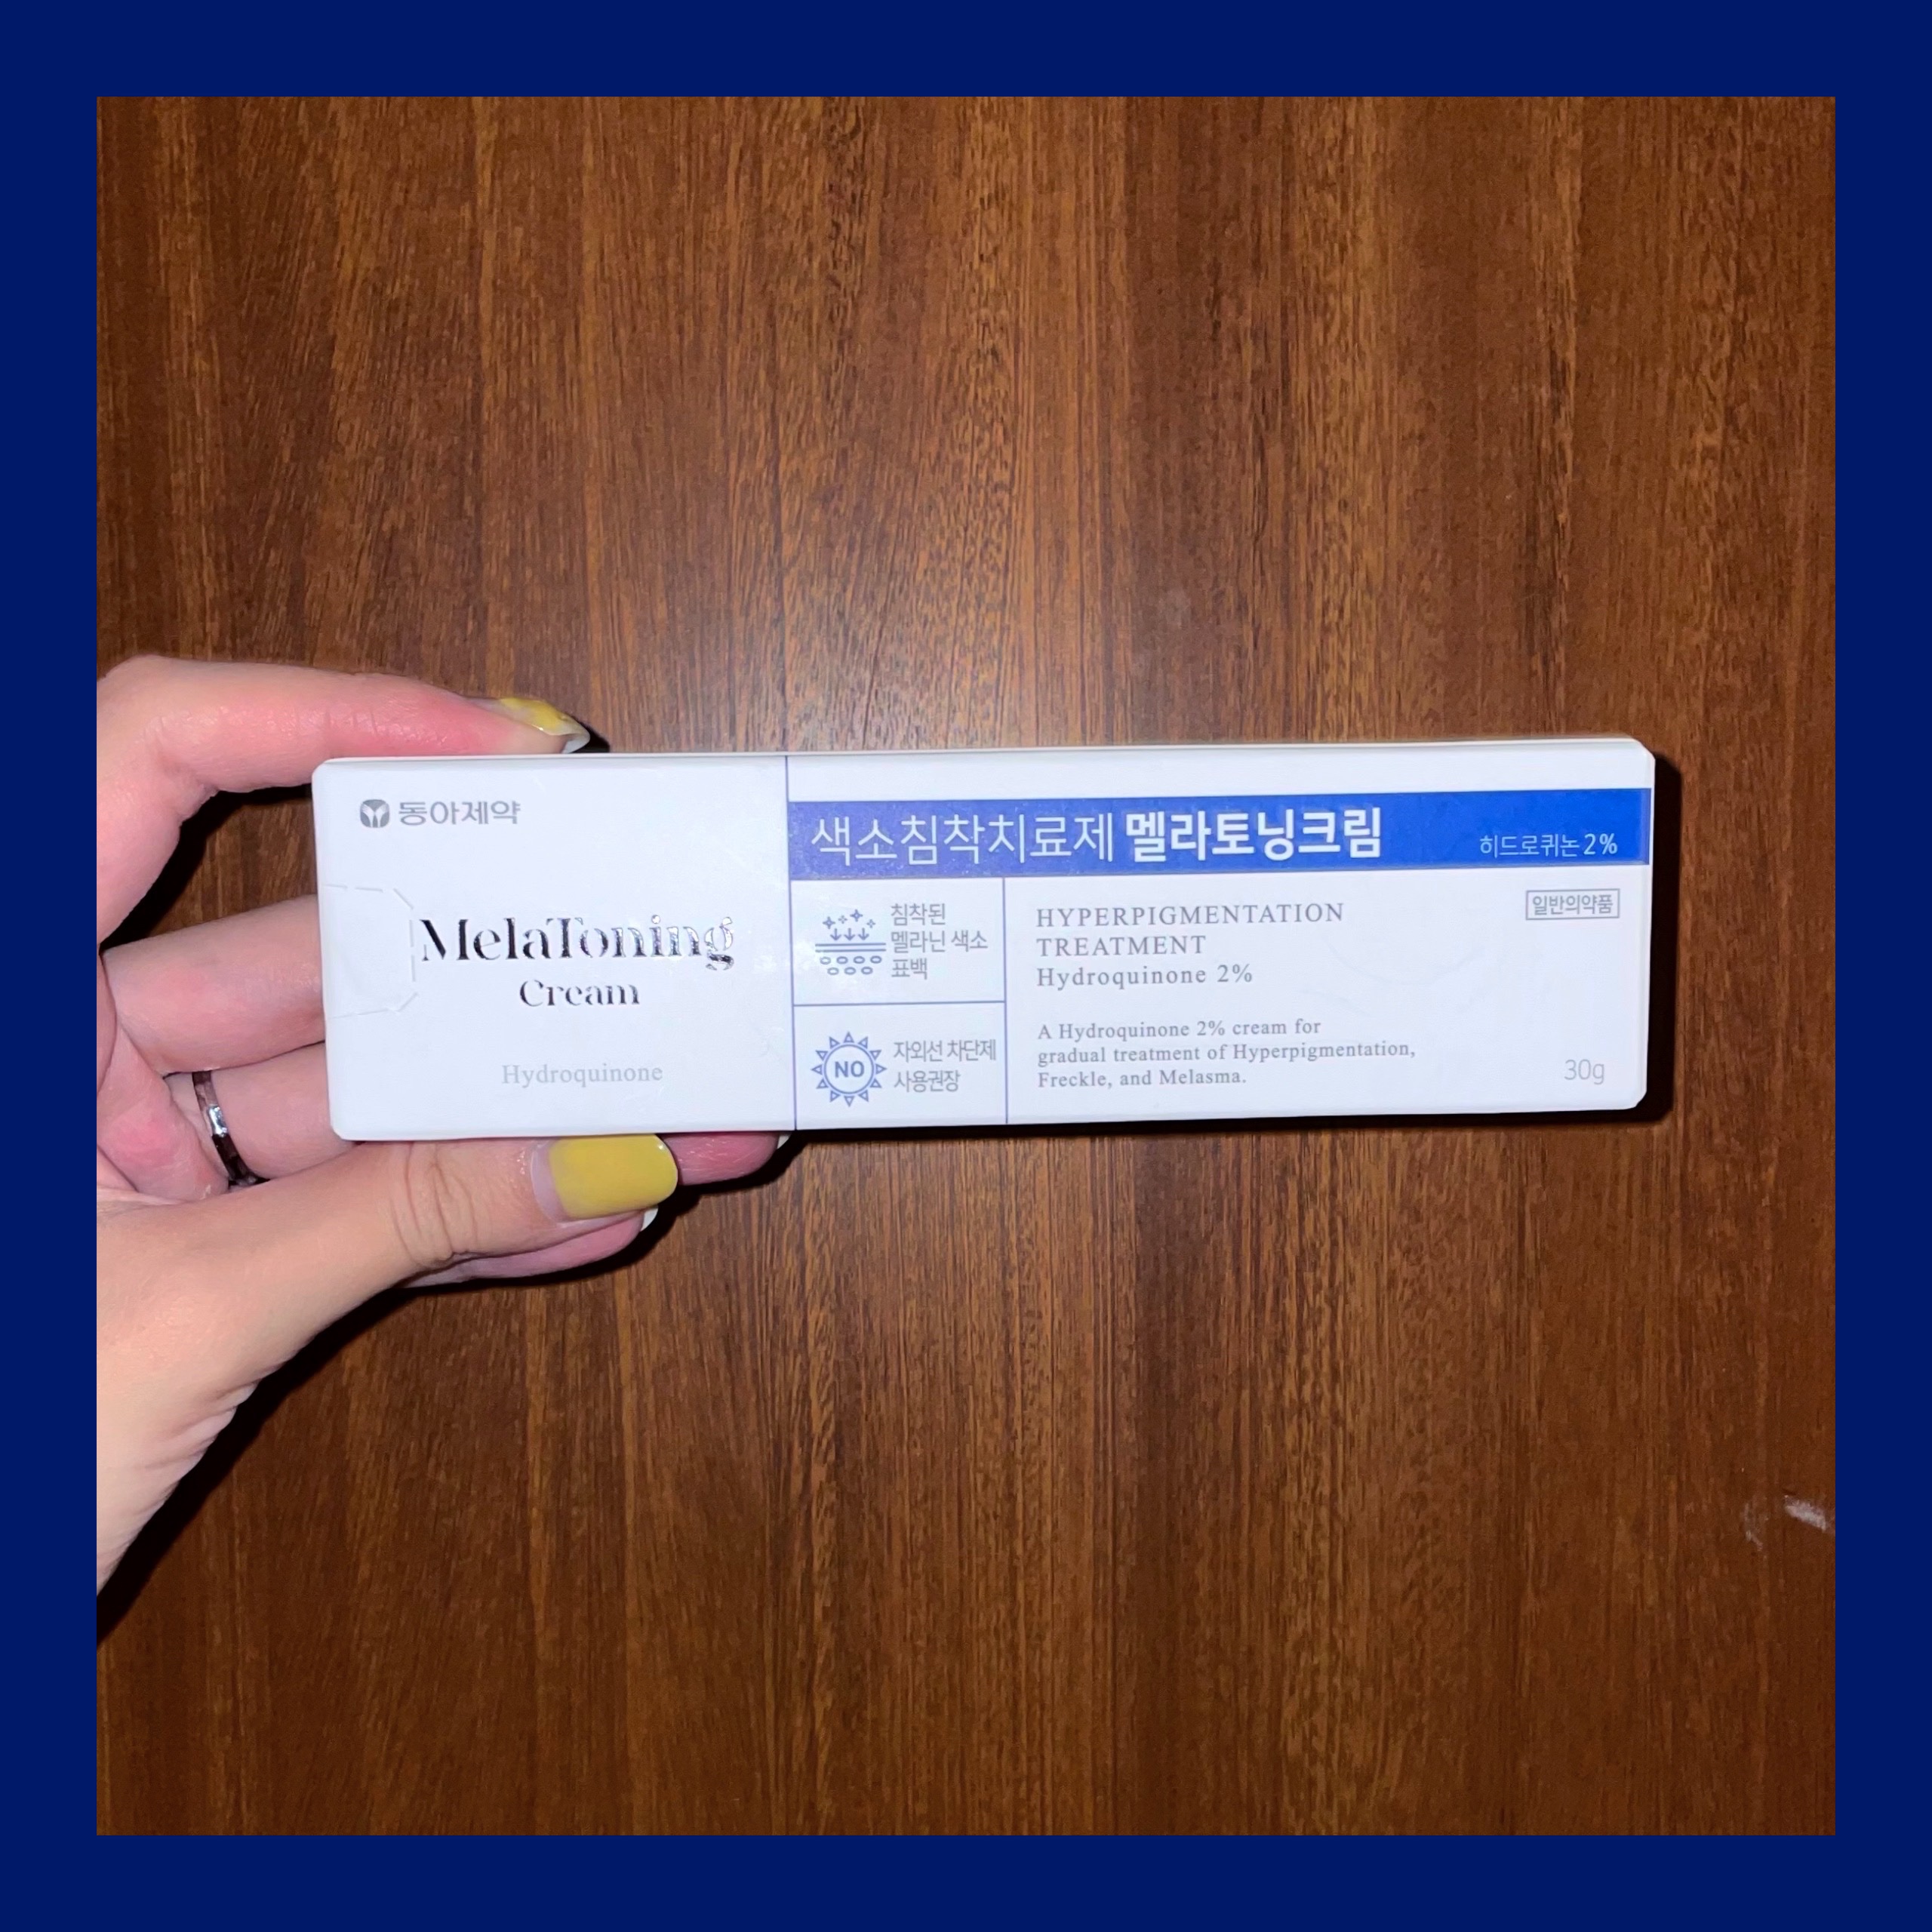 동아제약
MelaToning
Cream
Hydroquinone
색소침착치료제 멜라토닝크림
히드로퀴논 2%
침착된
멜라닌 색소
표백
NO
자외선 차단제
사용권장
HYPERPIGMENTATION
TREATMENT
Hydroquinone 2%
A Hydroquinone 2% cream for
gradual treatment of Hyperpigmentation,
Freckle, and Melasma.
일반의약품
30g